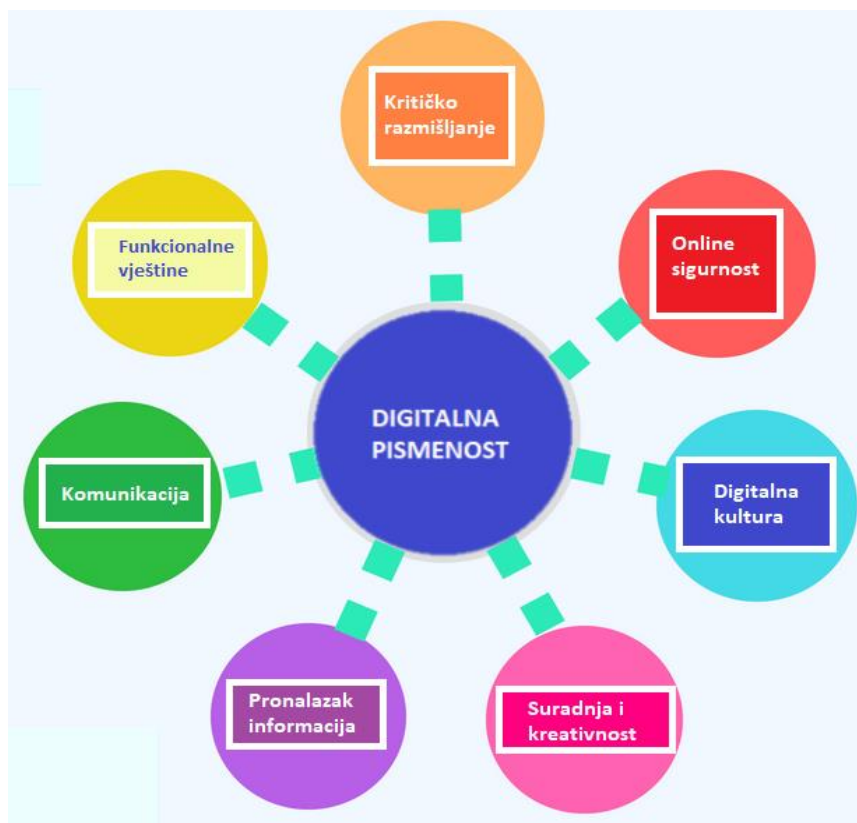 Kritičko
razmišljanje
Funkcionalne
vještine
Online
sigurnost
DIGITALNA
PISMENOST
Komunikacija
Digitalna
kultura
Pronalazak
informacija
Suradnja i
kreativnost